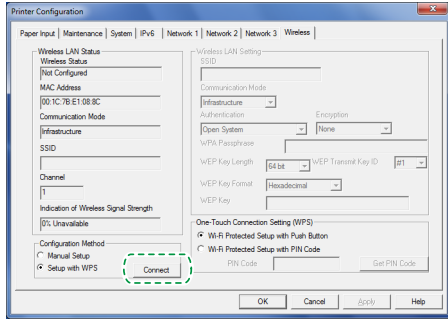 Printer Configuration
Paper Input Maintenance System IPv6 Network 1 Network 2 Network 3 Wireless
Wireless LAN Status
Wireless Status
Not Configured
MAC Address
00:1C:7B:E1:08:8C
Communication Mode
Infrastructure
SSID
Channel
1
Indication of Wireless Signal Strength
0% Unavailable
Configuration Method
Manual Setup
Setup with WPS
Connect
Wireless LAN Setting
SSID
Communication Mode
Infrastructure
Authentication Encryption
Open System None
WPA Passphrase
WEP Key Length 64 bit WEP Transmit Key ID #1
WEP Key Format Hexadecimal
WEP Key
One-Touch Connection Setting (WPS)
Wi-Fi Protected Setup with Push Button
Wi-Fi Protected Setup with PIN Code
PIN Code Get PIN Code
OK Cancel Apply Help